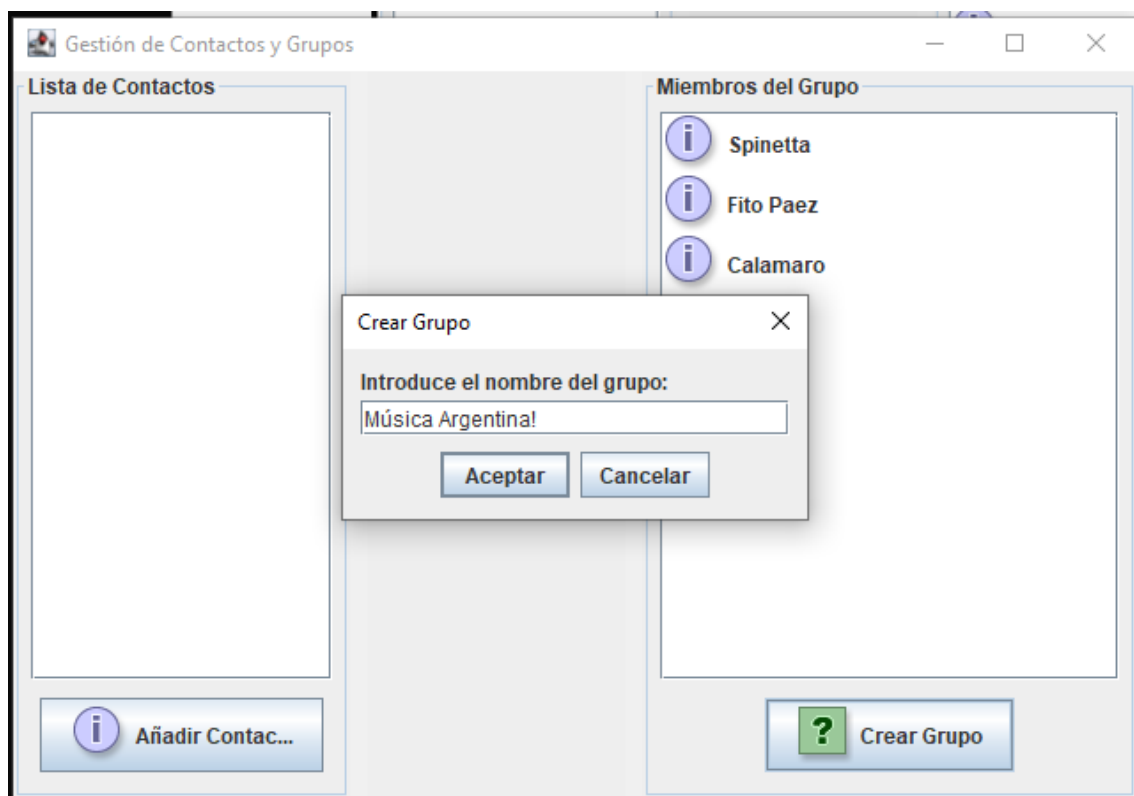 Gestión de Contactos y Grupos
Lista de Contactos
Miembros del Grupo
Spinetta
Fito Paez
Calamaro
Crear Grupo
Introduce el nombre del grupo:
Música Argentina!
Aceptar
Cancelar
Añadir Contac...
Crear Grupo